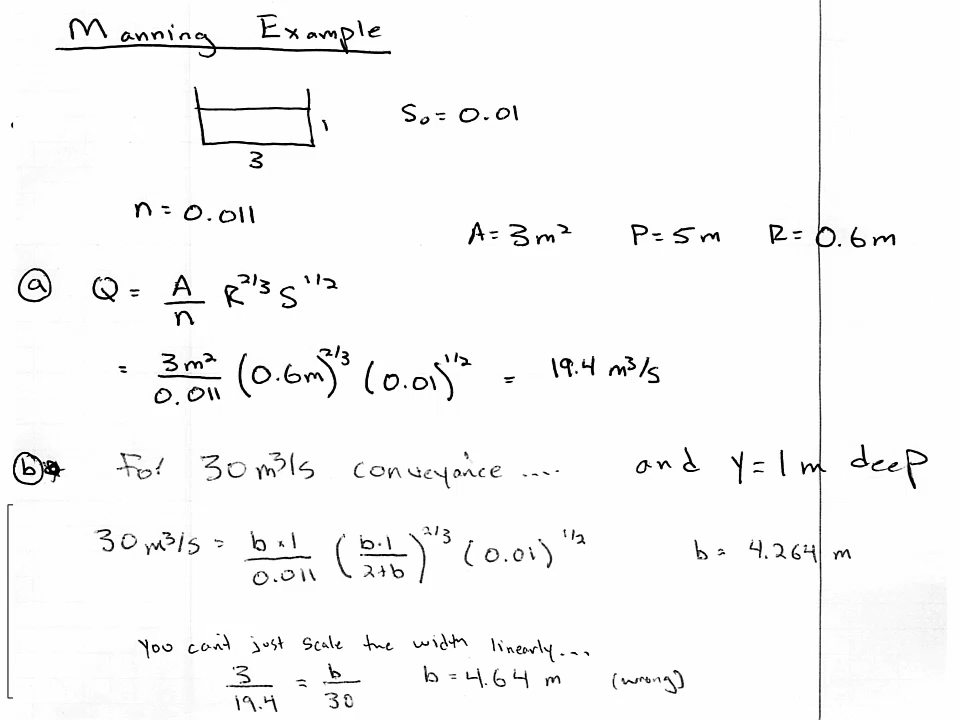 Manning Example
S₀ = 0.01
1
3
n = 0.011
A = 3m² P = 5m R = 0.6m
(a) Q = A/n R^2/3 S^1/2
= 3m²/0.011 (0.6m)^2/3 (0.01)^1/2 = 19.4 m³/s
(b) For 30 m³/s conveyance .... and y = 1m deep
30 m³/s = b×1/0.011 (b·1/2+b)^2/3 (0.01)^1/2 b = 4.264 m
You can't just scale the width linearly...
3/19.4 = b/30 b = 4.64 m (wrong)